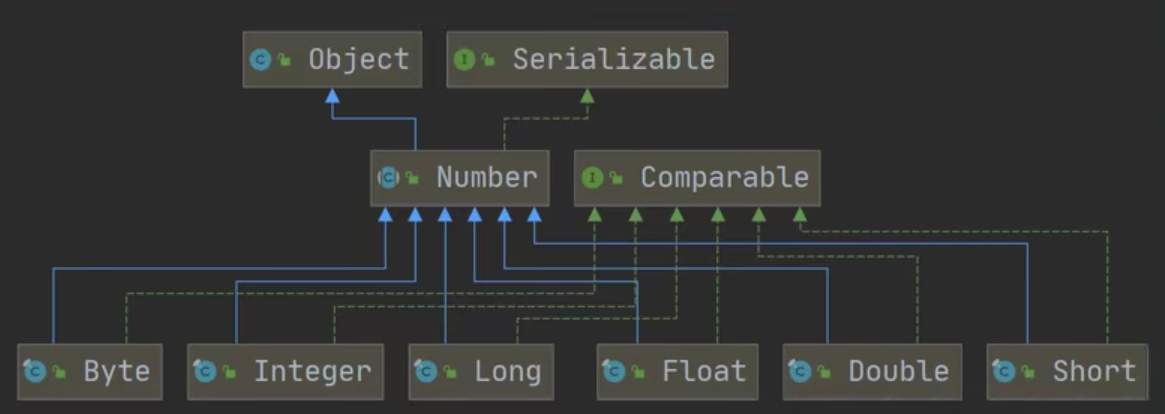 Object Serializable
Number Comparable
Byte Integer Long Float Double Short